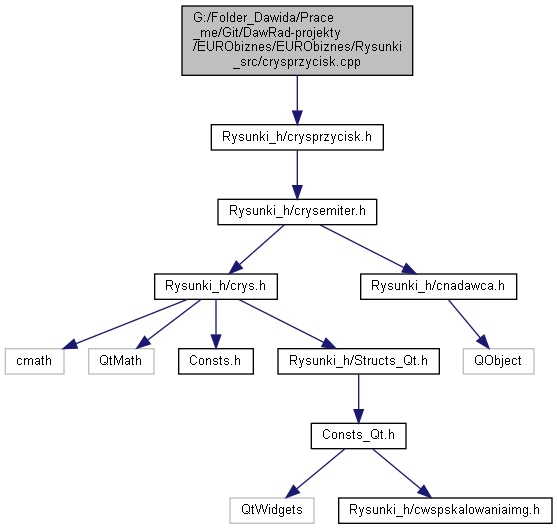 G:/Folder_Dawida/Prace
_me/Git/DawRad-projekty
/EURObiznes/EURObiznes/Rysunki
_src/crysprzycisk.cpp
Rysunki_h/crysprzycisk.h
Rysunki_h/crysemiter.h
Rysunki_h/crys.h
Rysunki_h/cnadawca.h
cmath
QtMath
Consts.h
Rysunki_h/Structs_Qt.h
QObject
Consts_Qt.h
QtWidgets
Rysunki_h/cwspskalowaniaimg.h